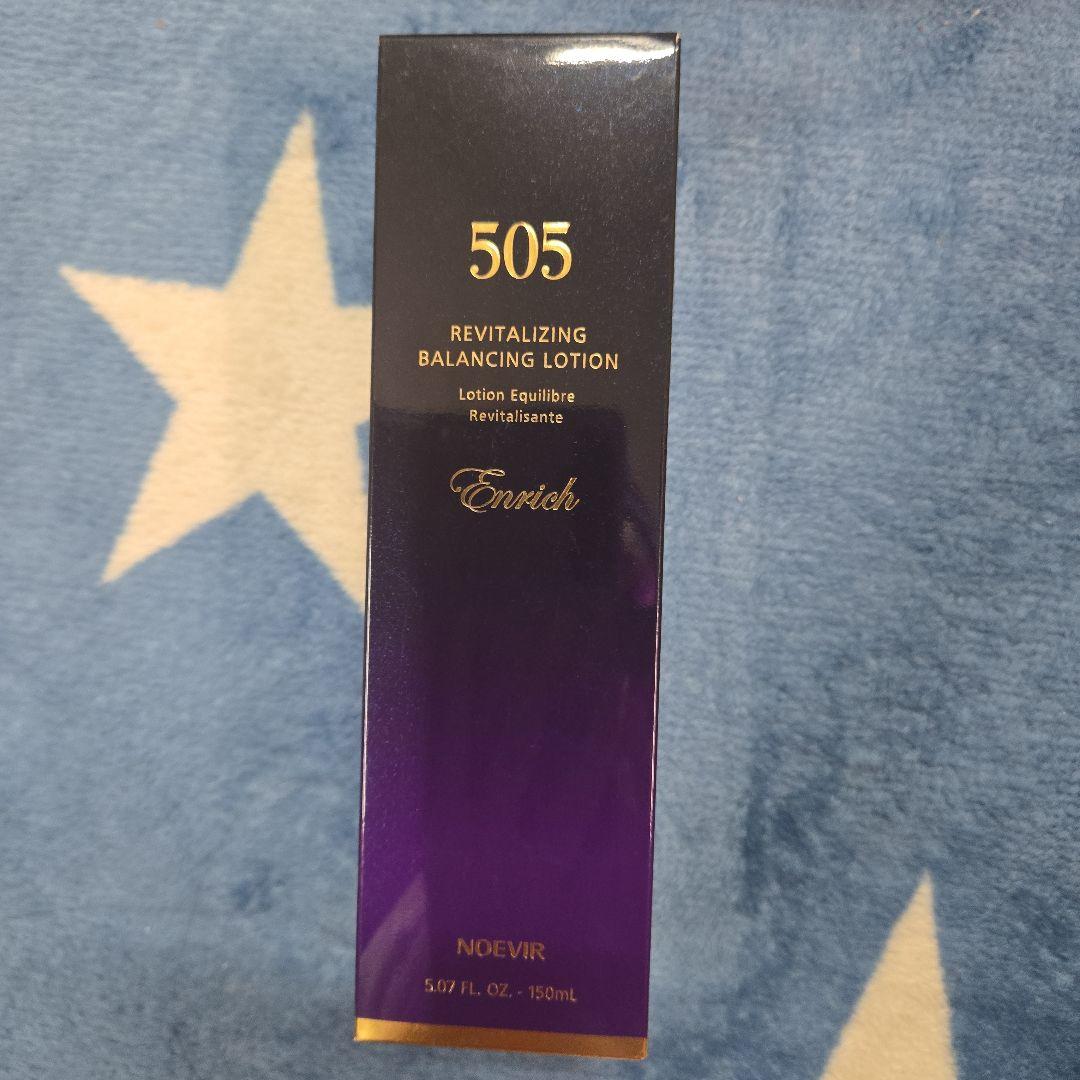 505
REVITALIZING
BALANCING LOTION
Lotion Equilibre
Revitalisante
Enrich
NOEVIR
5.07 FL. OZ. - 150mL